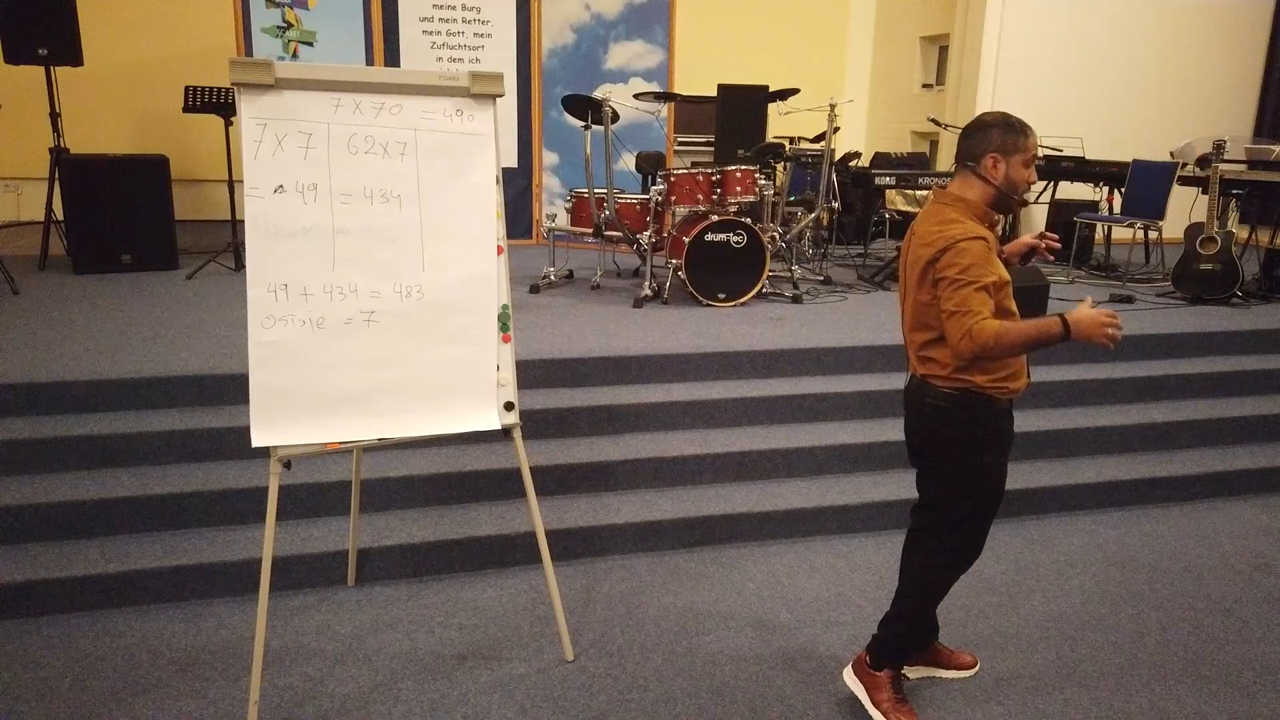 meine Burg
und mein Retter,
mein Gott, mein
Zufluchtsort
in dem ich
7 X 70 = 490
7 X 7
= 49
62 X 7
= 434
49 + 434 = 483
ostaje = 7
drum-tec
KORG KRONOS